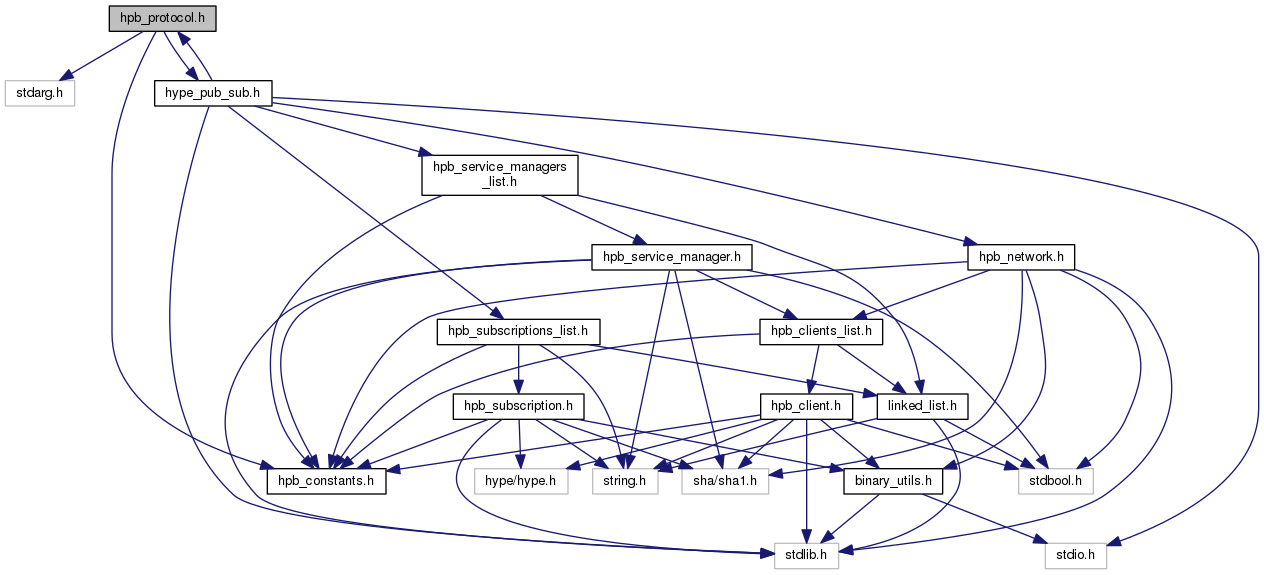 hpb_protocol.h
stdarg.h
hype_pub_sub.h
hpb_service_managers
_list.h
hpb_service_manager.h
hpb_network.h
hpb_subscriptions_list.h
hpb_clients_list.h
hpb_subscription.h
hpb_client.h
linked_list.h
hpb_constants.h
hype/hype.h
string.h
sha/sha1.h
binary_utils.h
stdbool.h
stdlib.h
stdio.h